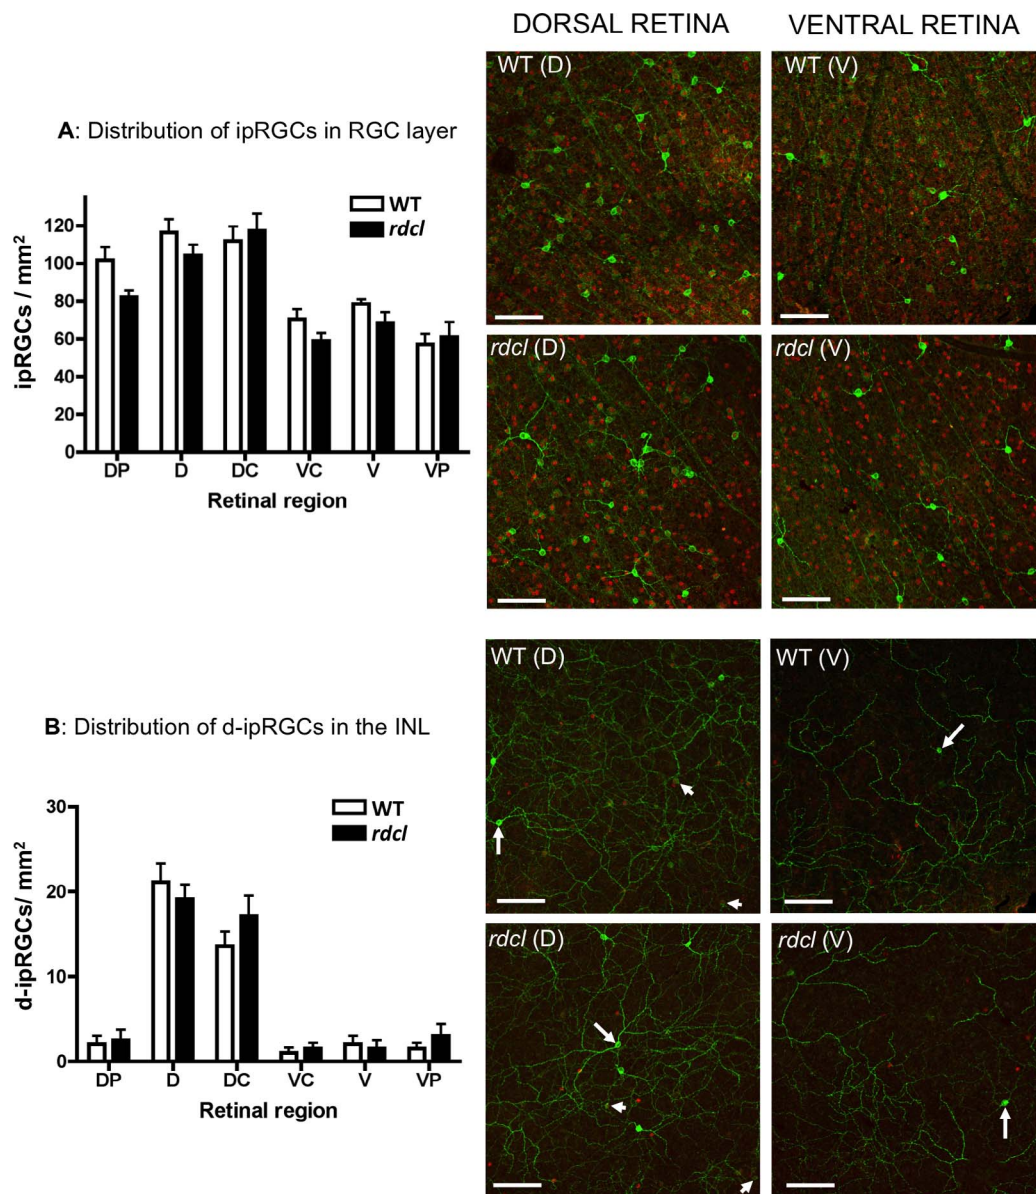 DORSAL RETINA
VENTRAL RETINA
A: Distribution of ipRGCs in RGC layer
ipRGCs / mm²
120
100
80
60
40
20
0
WT
rdcl
DP D DC VC V VP
Retinal region
WT (D)
WT (V)
rdcl (D)
rdcl (V)
B: Distribution of d-ipRGCs in the INL
d-ipRGCs/ mm²
30
20
10
0
WT
rdcl
DP D DC VC V VP
Retinal region
WT (D)
WT (V)
rdcl (D)
rdcl (V)